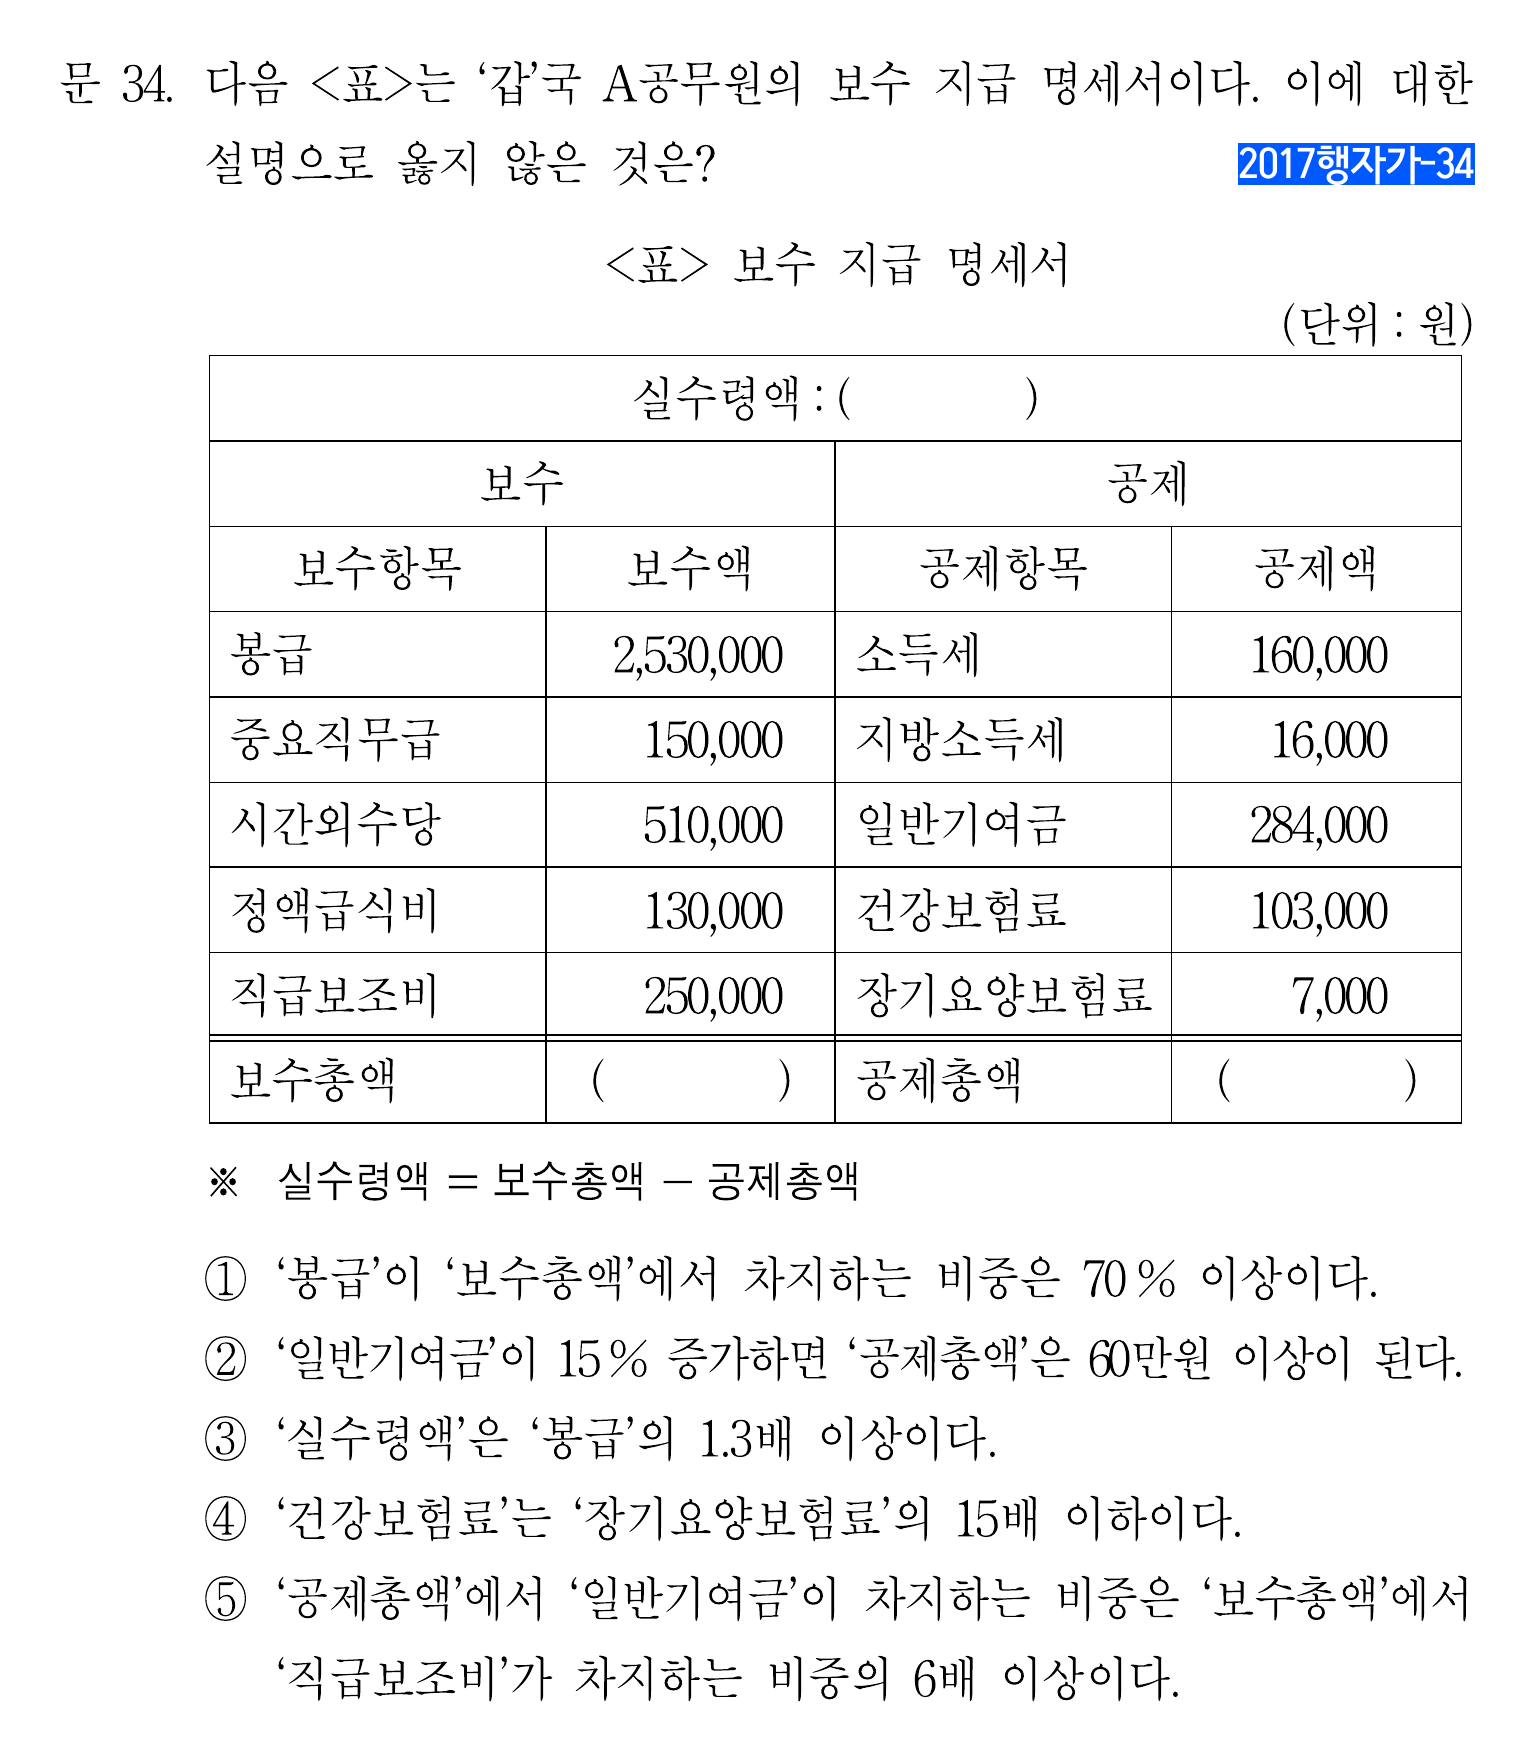 문 34. 다음 <표>는 ‘갑’국 A공무원의 보수 지급 명세서이다. 이에 대한
설명으로 옳지 않은 것은?
2017행자가-34
<표> 보수 지급 명세서
(단위 : 원)
실수령액 : ( )
보수 공제
보수항목 보수액 공제항목 공제액
봉급 2,530,000 소득세 160,000
중요직무급 150,000 지방소득세 16,000
시간외수당 510,000 일반기여금 284,000
정액급식비 130,000 건강보험료 103,000
직급보조비 250,000 장기요양보험료 7,000
보수총액 ( ) 공제총액 ( )
※ 실수령액 = 보수총액 - 공제총액
① ‘봉급’이 ‘보수총액’에서 차지하는 비중은 70 % 이상이다.
② ‘일반기여금’이 15 % 증가하면 ‘공제총액’은 60만원 이상이 된다.
③ ‘실수령액’은 ‘봉급’의 1.3배 이상이다.
④ ‘건강보험료’는 ‘장기요양보험료’의 15배 이하이다.
⑤ ‘공제총액’에서 ‘일반기여금’이 차지하는 비중은 ‘보수총액’에서
‘직급보조비’가 차지하는 비중의 6배 이상이다.